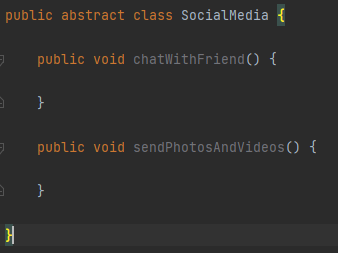 public abstract class SocialMedia {
public void chatWithFriend() {
}
public void sendPhotosAndVideos() {
}
}